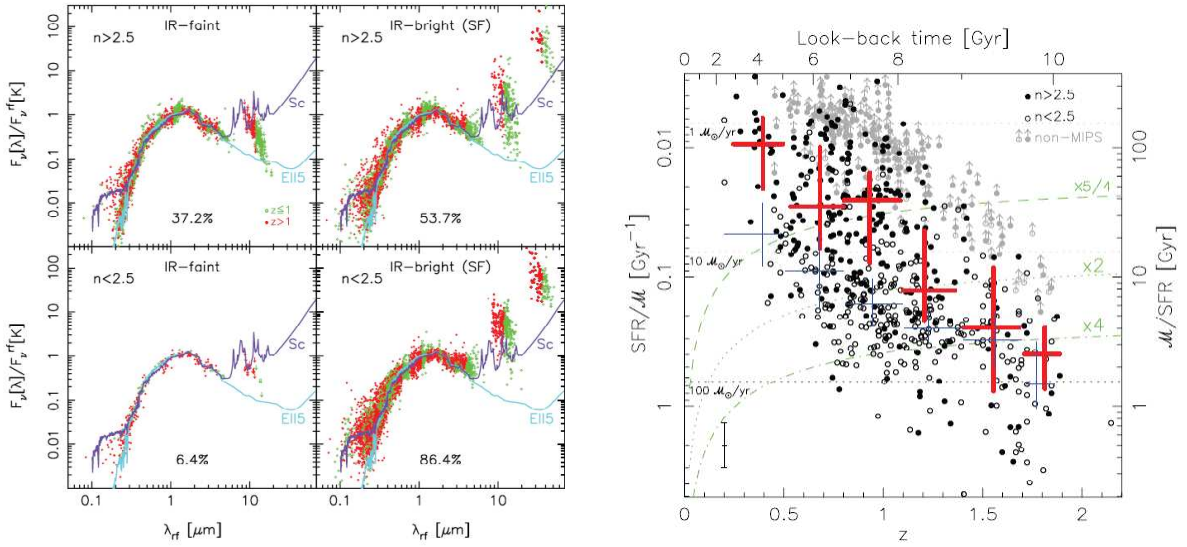 IR−faint
n>2.5
IR−bright (SF)
n>2.5
100
10
1
0.1
0.01
F_ν[λ]/F_ν^rf[K]
Sc
Ell5
z≤1
z>1
37.2%
53.7%
IR−faint
n<2.5
IR−bright (SF)
n<2.5
100
10
1
0.1
0.01
F_ν[λ]/F_ν^rf[K]
Sc
Ell5
6.4%
86.4%
0.1 1 10 0.1 1 10
λ_rf [μm] λ_rf [μm]
Look−back time [Gyr]
0 2 4 6 8 10
n>2.5
n<2.5
non−MIPS
0.01
0.1
1
SFR/ℳ [Gyr⁻¹]
1 ℳ⊙/yr
10 ℳ⊙/yr
100 ℳ⊙/yr
x5/4
x2
x4
100
10
1
ℳ/SFR [Gyr]
0 0.5 1 1.5 2
z